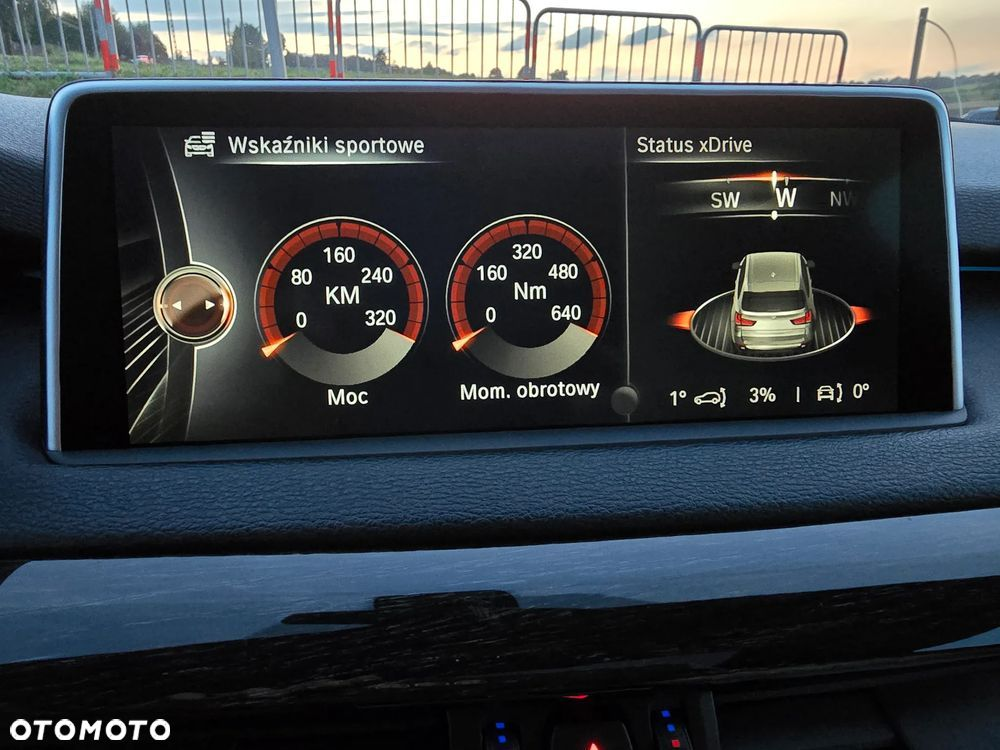 Wskaźniki sportowe
Status xDrive
SW W NW
160
80 240
KM
0 320
Moc
320
160 480
Nm
0 640
Mom. obrotowy
1° 3% | 0°
OTOMOTO